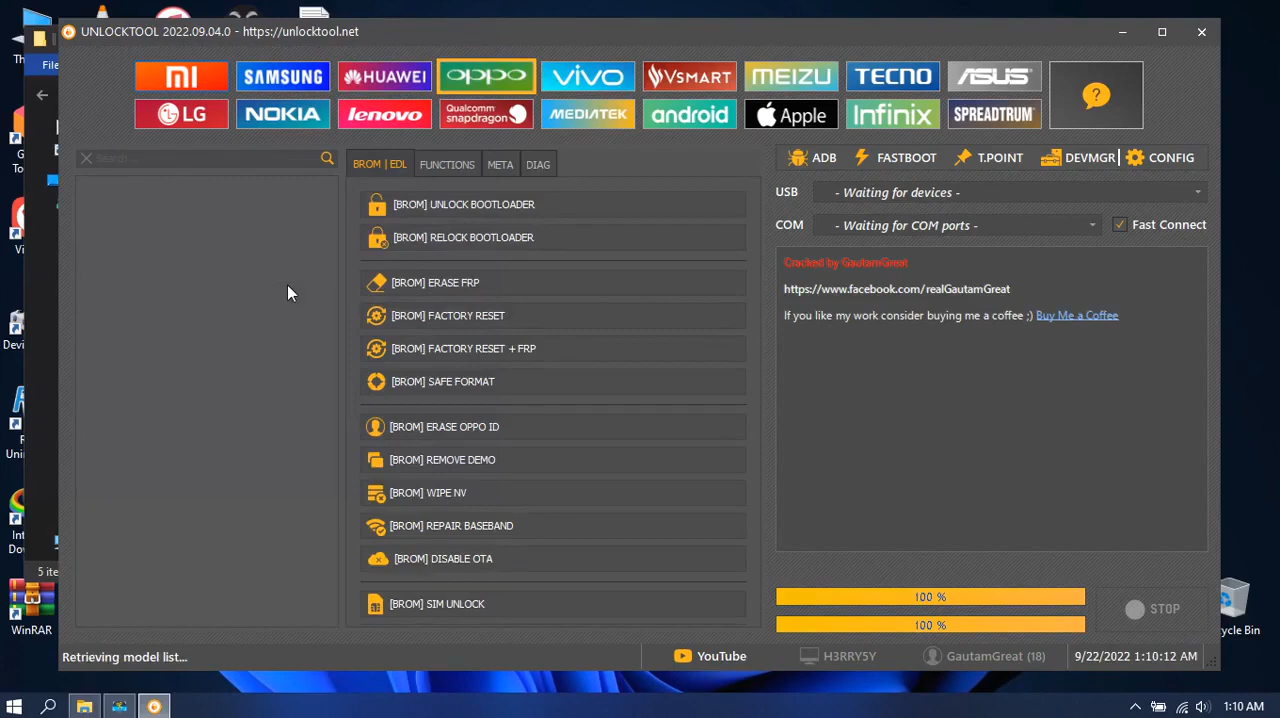 UNLOCKTOOL 2022.09.04.0 - https://unlocktool.net
File
SAMSUNG HUAWEI oppo vivo VSMART MEIZU TECNO ASUS
LG NOKIA lenovo Qualcomm snapdragon MEDIATEK android Apple Infinix SPREADTRUM
Search...
BROM | EDL FUNCTIONS META DIAG
ADB FASTBOOT T.POINT DEVMGR CONFIG
USB - Waiting for devices -
COM - Waiting for COM ports - Fast Connect
[BROM] UNLOCK BOOTLOADER
[BROM] RELOCK BOOTLOADER
[BROM] ERASE FRP
[BROM] FACTORY RESET
[BROM] FACTORY RESET + FRP
[BROM] SAFE FORMAT
[BROM] ERASE OPPO ID
[BROM] REMOVE DEMO
[BROM] WIPE NV
[BROM] REPAIR BASEBAND
[BROM] DISABLE OTA
[BROM] SIM UNLOCK
Cracked by GautamGreat
https://www.facebook.com/realGautamGreat
If you like my work consider buying me a coffee ;) Buy Me a Coffee
100 %
100 %
STOP
Retrieving model list...
YouTube H3RRY5Y GautamGreat (18) 9/22/2022 1:10:12 AM
5 ite
WinRAR
ycle Bin
1:10 AM